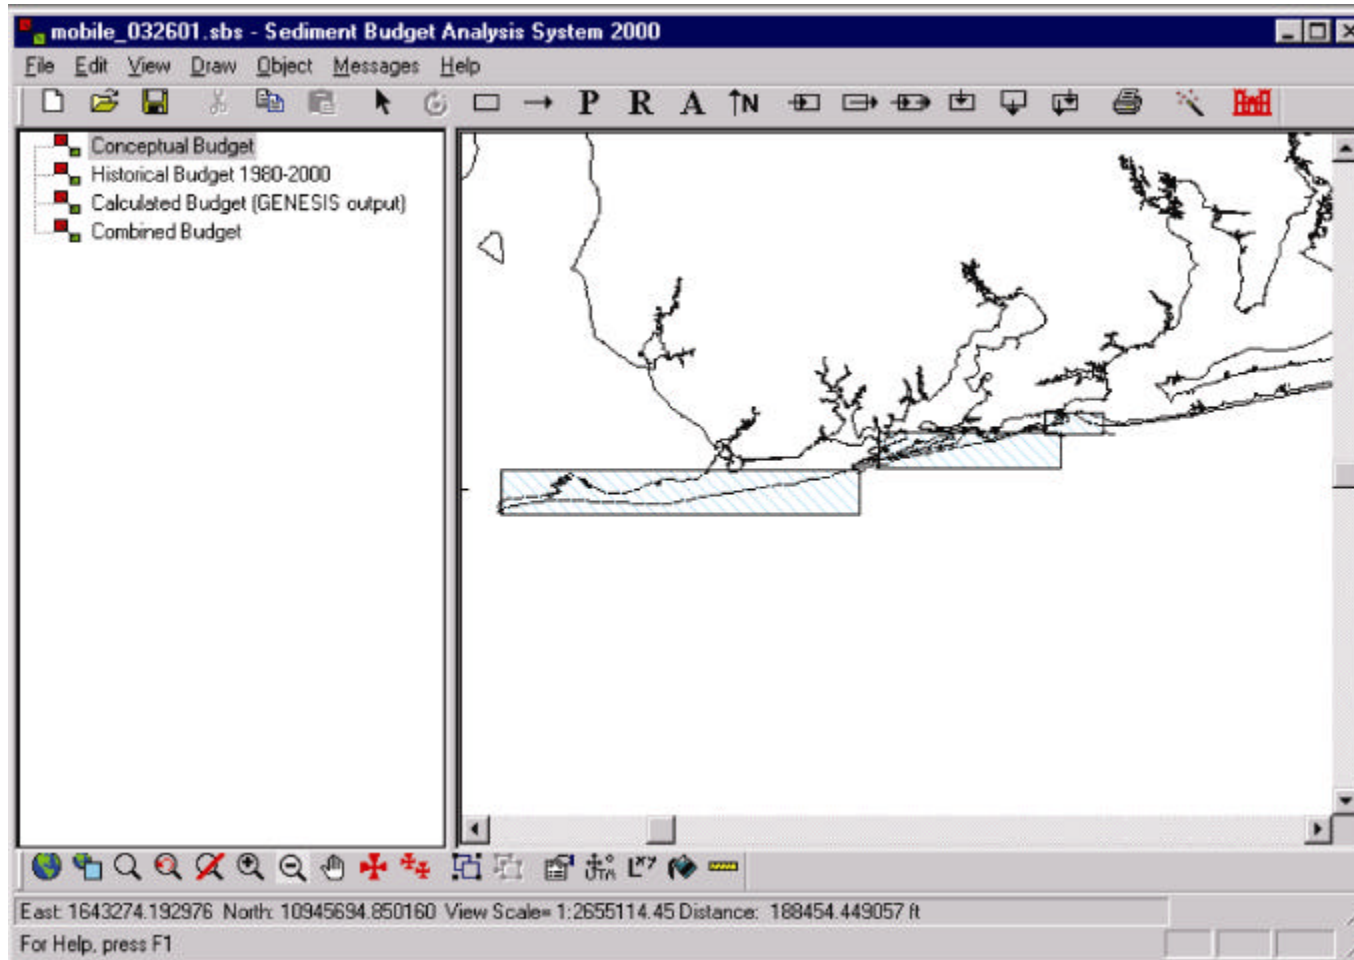 mobile_032601.sbs - Sediment Budget Analysis System 2000
File Edit View Draw Object Messages Help
P R A N
Conceptual Budget
Historical Budget 1980-2000
Calculated Budget (GENESIS output)
Combined Budget
UTM L XY
East: 1643274.192976 North: 10945694.850160 View Scale= 1:2655114.45 Distance: 188454.449057 ft
For Help, press F1